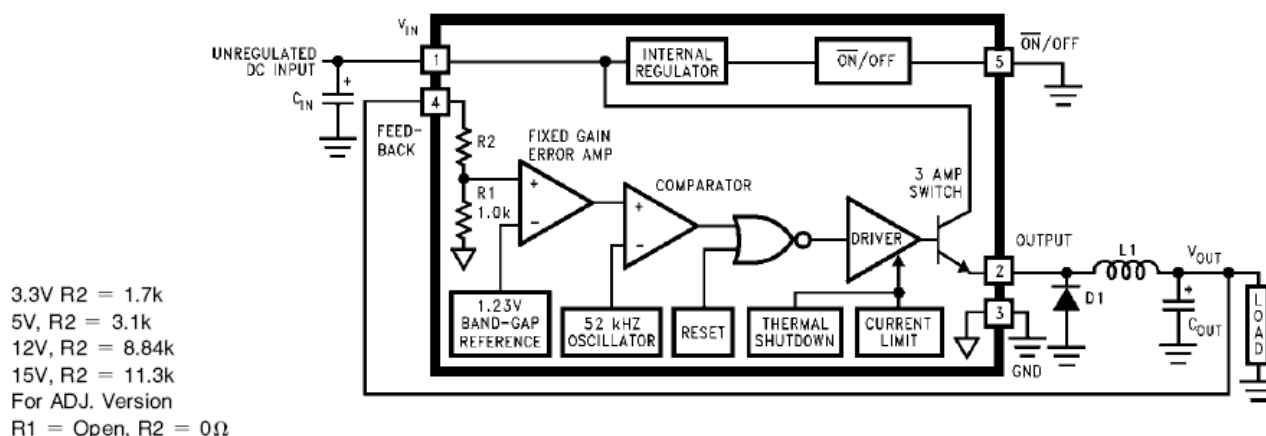 V_IN
UNREGULATED
DC INPUT
1
INTERNAL
REGULATOR
ON/OFF
5
ON/OFF
+
C_IN
4
FEED-
BACK
R2
FIXED GAIN
ERROR AMP
R1
1.0k
+
−
COMPARATOR
+
−
3 AMP
SWITCH
DRIVER
OUTPUT
2
L1
V_OUT
D1
+
C_OUT
LOAD
3
GND
1.23V
BAND-GAP
REFERENCE
52 kHZ
OSCILLATOR
RESET
THERMAL
SHUTDOWN
CURRENT
LIMIT
3.3V R2 = 1.7k
5V, R2 = 3.1k
12V, R2 = 8.84k
15V, R2 = 11.3k
For ADJ. Version
R1 = Open, R2 = 0Ω